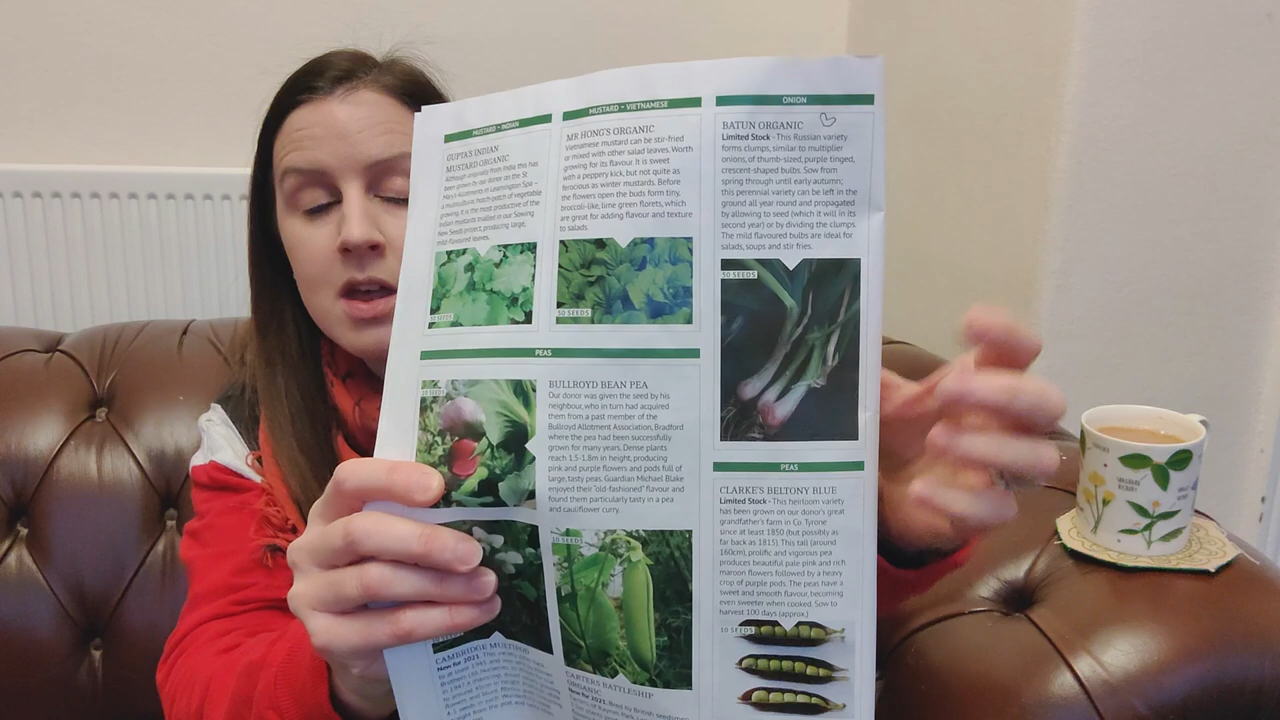 MUSTARD - INDIAN
GUPTA'S INDIAN
MUSTARD ORGANIC
Although originally from India this has
been grown by our donor on the St
Mary's Allotments in Leamington Spa –
a multicultural hotch-potch of vegetable
growing. It is the most productive of the
Indian mustards trialled in our Sowing
New Seeds project, producing large,
mild-flavoured leaves.
50 SEEDS
MUSTARD - VIETNAMESE
MR HONG'S ORGANIC
Vietnamese mustard can be stir-fried
or mixed with other salad leaves. Worth
growing for its flavour. It is sweet
with a peppery kick, but not quite as
ferocious as winter mustards. Before
the flowers open the buds form tiny,
broccoli-like, lime green florets, which
are great for adding flavour and texture
to salads.
50 SEEDS
ONION
BATUN ORGANIC
Limited Stock - This Russian variety
forms clumps, similar to multiplier
onions, of thumb-sized, purple tinged,
crescent-shaped bulbs. Sow from
spring through until early autumn;
this perennial variety can be left in the
ground all year round and propagated
by allowing to seed (which it will in its
second year) or by dividing the clumps.
The mild flavoured bulbs are ideal for
salads, soups and stir fries.
50 SEEDS
PEAS
10 SEEDS
BULLROYD BEAN PEA
Our donor was given the seed by his
neighbour, who in turn had acquired
them from a past member of the
Bullroyd Allotment Association, Bradford
where the pea had been successfully
grown for many years. Dense plants
reach 1.5-1.8m in height, producing
pink and purple flowers and pods full of
large, tasty peas. Guardian Michael Blake
enjoyed their "old-fashioned" flavour and
found them particularly tasty in a pea
and cauliflower curry.
CAMBRIDGE MULTIPOD
New for 2021. This variety
to at least 1945
Brothers Ltd
in 1947
to around
10 SEEDS
CARTERS BATTLESHIP
ORGANIC
New for 2021. Bred by British seedsmen
PEAS
CLARKE'S BELTONY BLUE
Limited Stock - This heirloom variety
has been grown on our donor's great
grandfather's farm in Co. Tyrone
since at least 1850 (but possibly as
far back as 1815). This tall (around
160cm), prolific and vigorous pea
produces beautiful pale pink and rich
maroon flowers followed by a heavy
crop of purple pods. The peas have a
sweet and smooth flavour, becoming
even sweeter when cooked. Sow to
harvest 100 days (approx.)
10 SEEDS